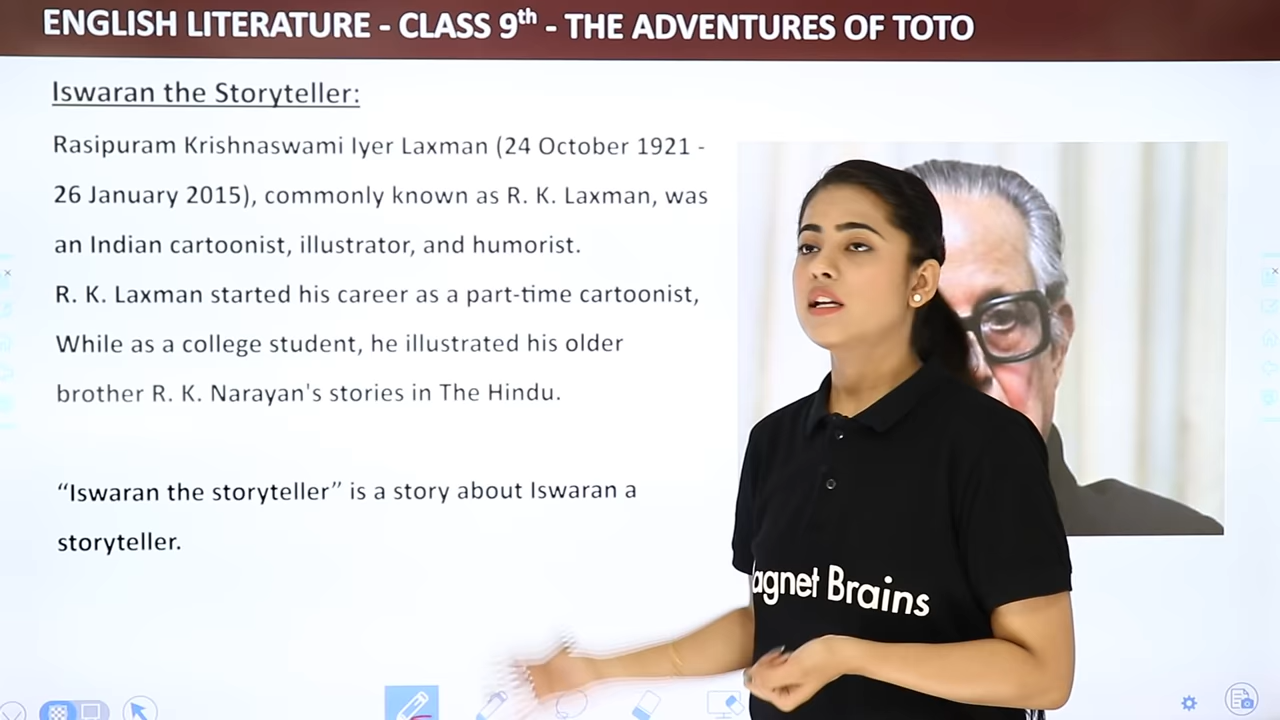 ENGLISH LITERATURE - CLASS 9th - THE ADVENTURES OF TOTO
Iswaran the Storyteller:
Rasipuram Krishnaswami Iyer Laxman (24 October 1921 -
26 January 2015), commonly known as R. K. Laxman, was
an Indian cartoonist, illustrator, and humorist.
R. K. Laxman started his career as a part-time cartoonist,
While as a college student, he illustrated his older
brother R. K. Narayan's stories in The Hindu.
“Iswaran the storyteller” is a story about Iswaran a
storyteller.
agnet Brains